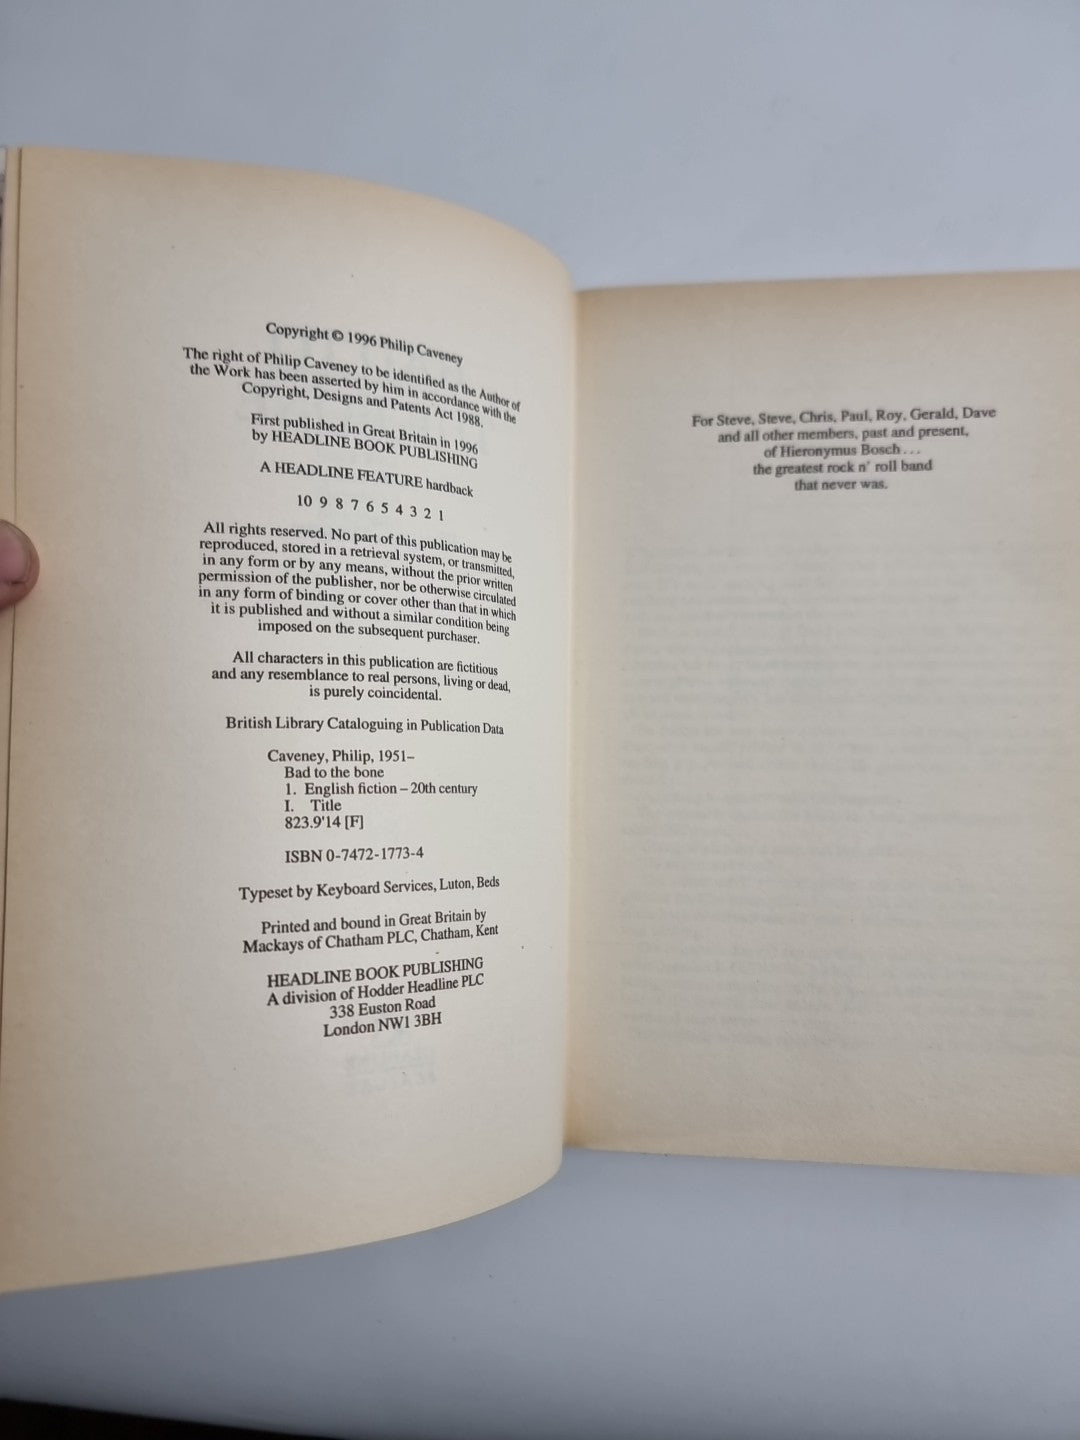 Copyright © 1996 Philip Caveney
The right of Philip Caveney to be identified as the Author of
the Work has been asserted by him in accordance with the
Copyright, Designs and Patents Act 1988.
First published in Great Britain in 1996
by HEADLINE BOOK PUBLISHING
A HEADLINE FEATURE hardback
10 9 8 7 6 5 4 3 2 1
All rights reserved. No part of this publication may be
reproduced, stored in a retrieval system, or transmitted,
in any form or by any means, without the prior written
permission of the publisher, nor be otherwise circulated
in any form of binding or cover other than that in which
it is published and without a similar condition being
imposed on the subsequent purchaser.
All characters in this publication are fictitious
and any resemblance to real persons, living or dead,
is purely coincidental.
British Library Cataloguing in Publication Data
Caveney, Philip, 1951–
Bad to the bone
1. English fiction – 20th century
I. Title
823.9'14 [F]
ISBN 0-7472-1773-4
Typeset by Keyboard Services, Luton, Beds
Printed and bound in Great Britain by
Mackays of Chatham PLC, Chatham, Kent
HEADLINE BOOK PUBLISHING
A division of Hodder Headline PLC
338 Euston Road
London NW1 3BH
For Steve, Steve, Chris, Paul, Roy, Gerald, Dave
and all other members, past and present,
of Hieronymus Bosch . . .
the greatest rock n' roll band
that never was.